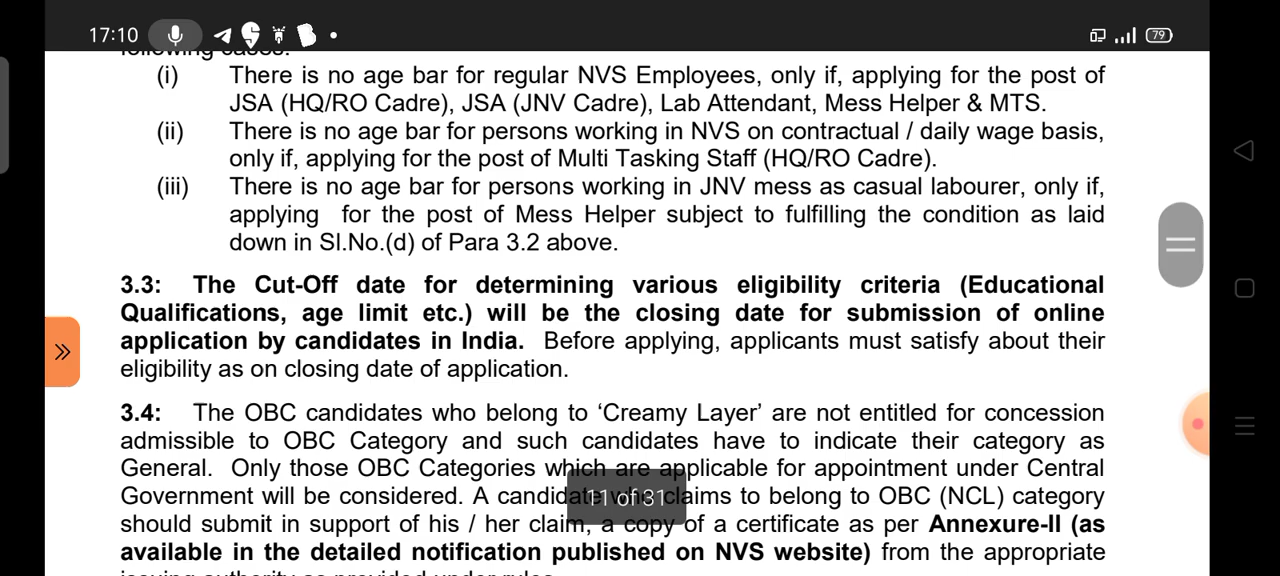 17:10
79
following cases:
(i) There is no age bar for regular NVS Employees, only if, applying for the post of
JSA (HQ/RO Cadre), JSA (JNV Cadre), Lab Attendant, Mess Helper & MTS.
(ii) There is no age bar for persons working in NVS on contractual / daily wage basis,
only if, applying for the post of Multi Tasking Staff (HQ/RO Cadre).
(iii) There is no age bar for persons working in JNV mess as casual labourer, only if,
applying for the post of Mess Helper subject to fulfilling the condition as laid
down in Sl.No.(d) of Para 3.2 above.
3.3: The Cut-Off date for determining various eligibility criteria (Educational
Qualifications, age limit etc.) will be the closing date for submission of online
application by candidates in India. Before applying, applicants must satisfy about their
eligibility as on closing date of application.
3.4: The OBC candidates who belong to ‘Creamy Layer’ are not entitled for concession
admissible to OBC Category and such candidates have to indicate their category as
General. Only those OBC Categories which are applicable for appointment under Central
Government will be considered. A candidate who claims to belong to OBC (NCL) category
11 of 31
should submit in support of his / her claim, a copy of a certificate as per Annexure-II (as
available in the detailed notification published on NVS website) from the appropriate
issuing authority as provided under rules.